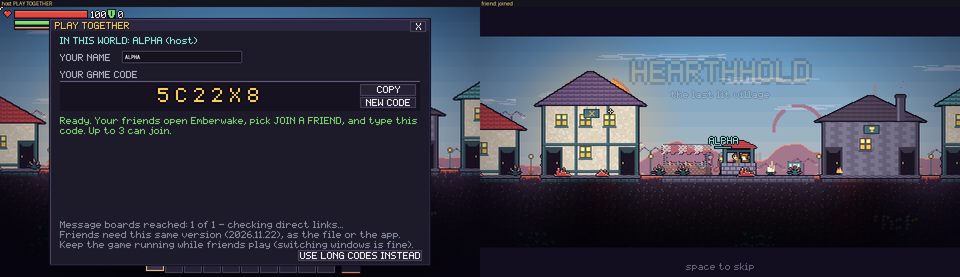 host PLAY TOGETHER
friend joined
100 0
PLAY TOGETHER
X
IN THIS WORLD: ALPHA (host)
YOUR NAME ALPHA
YOUR GAME CODE
5C22X8
COPY
NEW CODE
Ready. Your friends open Emberwake, pick JOIN A FRIEND, and type this
code. Up to 3 can join.
Message boards reached: 1 of 1 - checking direct links...
Friends need this same version (2026.11.22), as the file or the app.
Keep the game running while friends play (switching windows is fine).
USE LONG CODES INSTEAD
HEARTHHOLD
the last lit village
ALPHA
space to skip